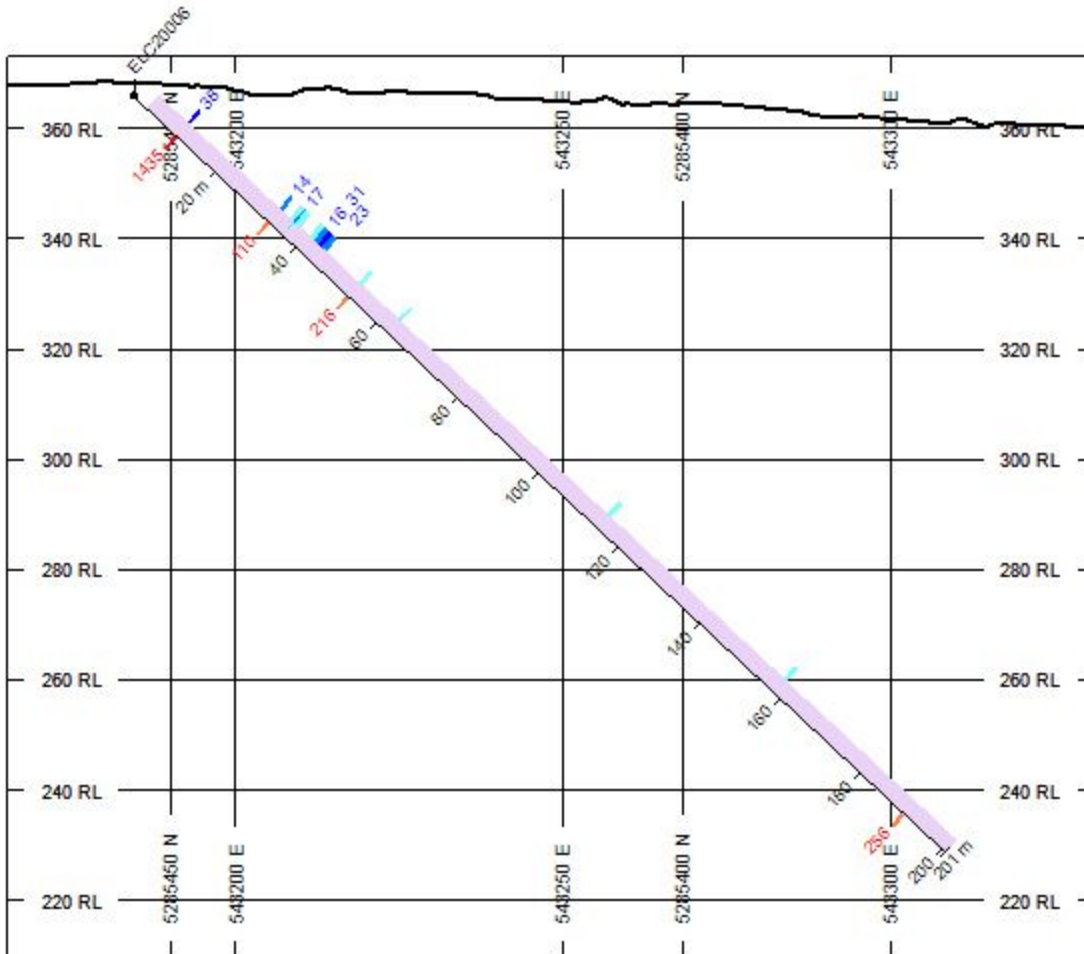 ELC20006
5285450 N
543200 E
543250 E
5285400 N
543300 E
38
360 RL
360 RL
1435
20 m
14
17
16 31
23
110
340 RL
340 RL
40
216
60
320 RL
320 RL
80
300 RL
300 RL
100
120
280 RL
280 RL
140
260 RL
260 RL
160
180
240 RL
240 RL
256
200
201 m
5285450 N
543200 E
543250 E
5285400 N
543300 E
220 RL
220 RL